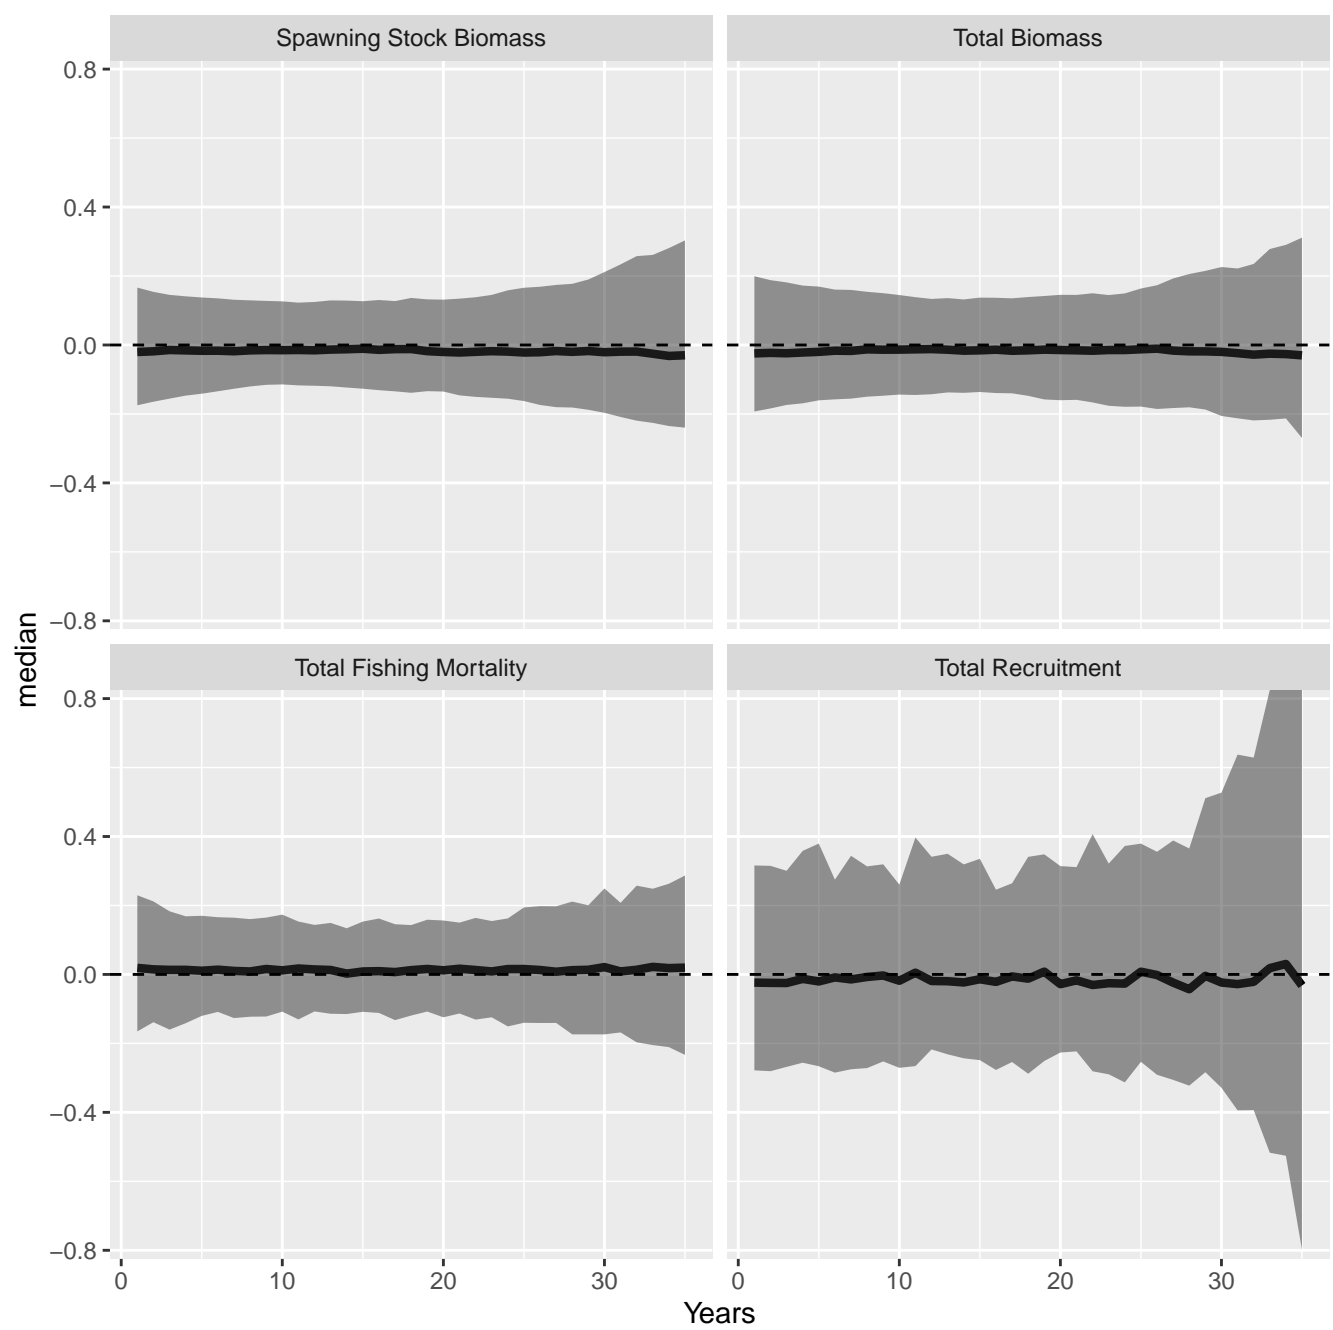 Spawning Stock Biomass
Total Biomass
0.8
0.4
0.0
−0.4
−0.8
median
Total Fishing Mortality
Total Recruitment
0.8
0.4
0.0
−0.4
−0.8
0 10 20 30
0 10 20 30
Years